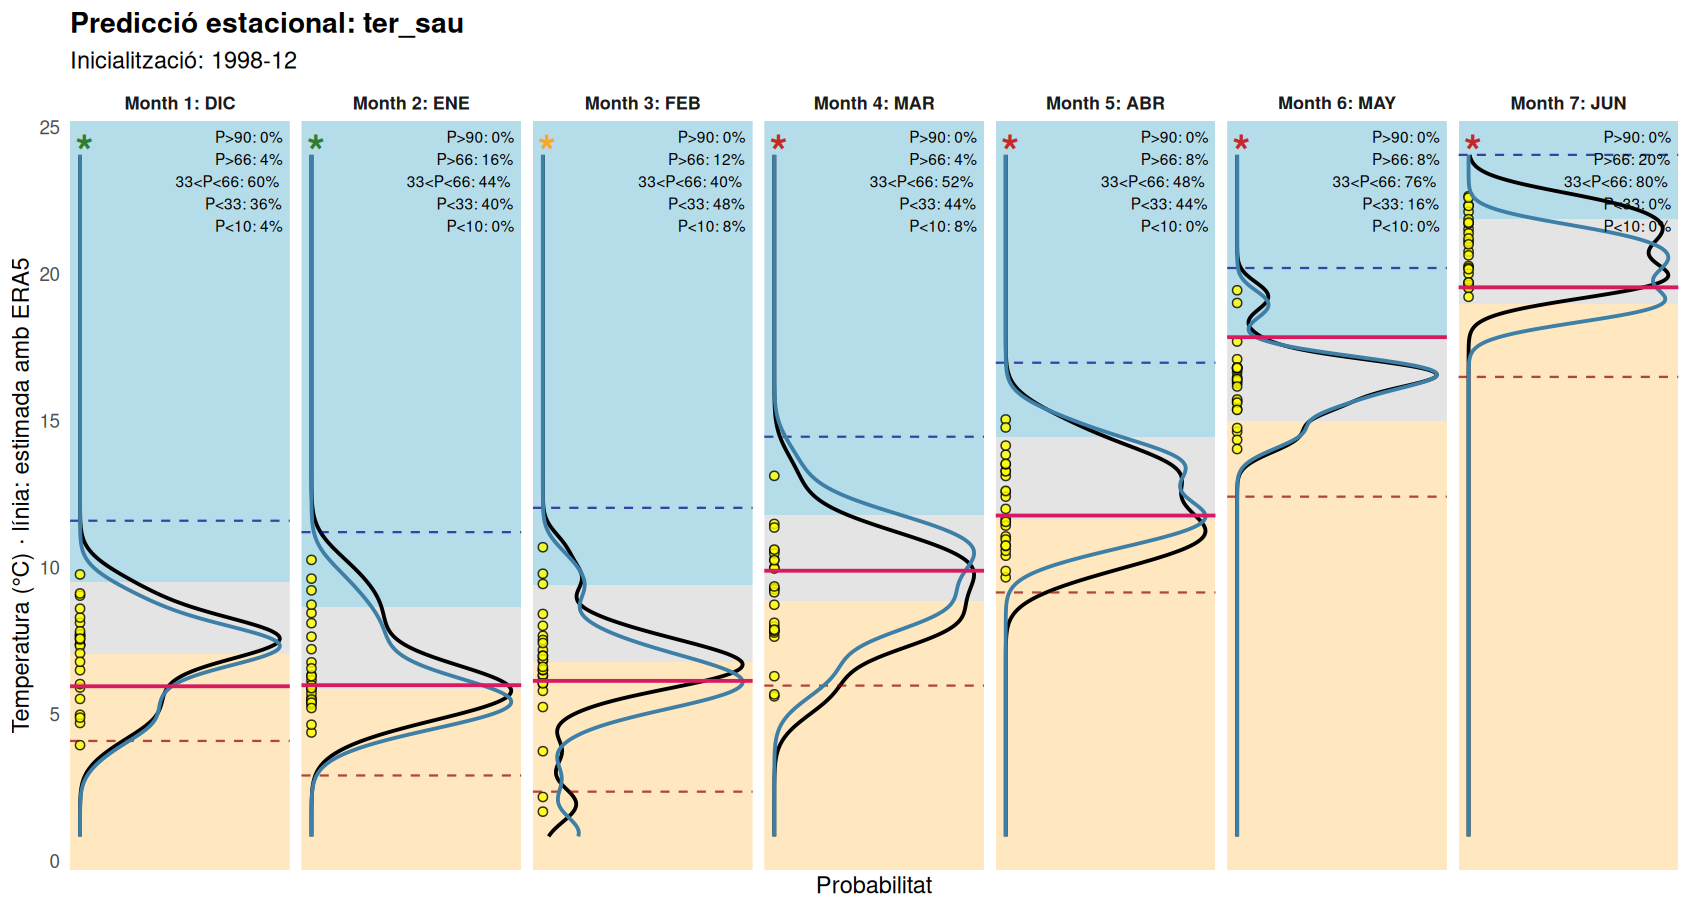 Predicció estacional: ter_sau
Inicialització: 1998-12
Month 1: DIC
Month 2: ENE
Month 3: FEB
Month 4: MAR
Month 5: ABR
Month 6: MAY
Month 7: JUN
Temperatura (°C) · línia: estimada amb ERA5
25
20
15
10
5
0
*
P>90: 0%
P>66: 4%
33<P<66: 60%
P<33: 36%
P<10: 4%
*
P>90: 0%
P>66: 16%
33<P<66: 44%
P<33: 40%
P<10: 0%
*
P>90: 0%
P>66: 12%
33<P<66: 40%
P<33: 48%
P<10: 8%
*
P>90: 0%
P>66: 4%
33<P<66: 52%
P<33: 44%
P<10: 8%
*
P>90: 0%
P>66: 8%
33<P<66: 48%
P<33: 44%
P<10: 0%
*
P>90: 0%
P>66: 8%
33<P<66: 76%
P<33: 16%
P<10: 0%
*
P>90: 0%
P>66: 20%
33<P<66: 80%
P<33: 0%
P<10: 0%
Probabilitat